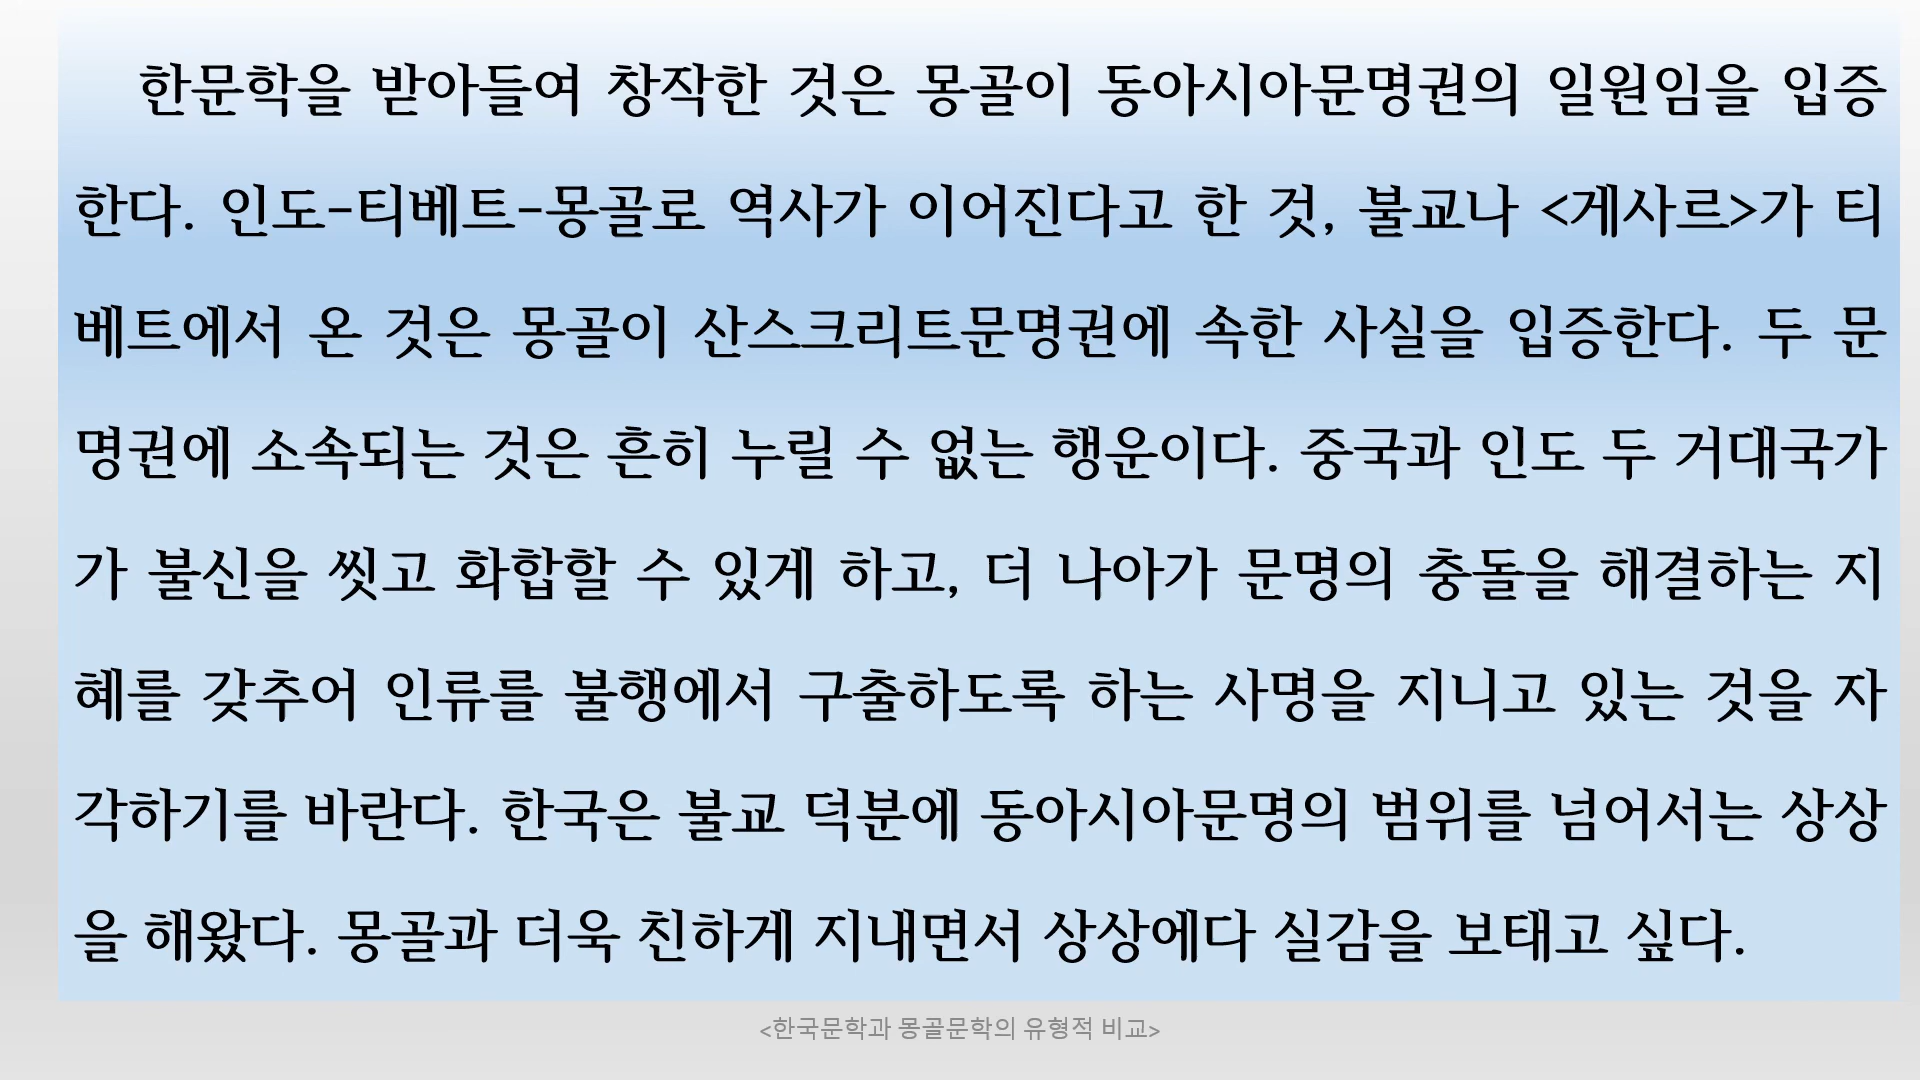 한문학을 받아들여 창작한 것은 몽골이 동아시아문명권의 일원임을 입증
한다. 인도-티베트-몽골로 역사가 이어진다고 한 것, 불교나 <게사르>가 티
베트에서 온 것은 몽골이 산스크리트문명권에 속한 사실을 입증한다. 두 문
명권에 소속되는 것은 흔히 누릴 수 없는 행운이다. 중국과 인도 두 거대국가
가 불신을 씻고 화합할 수 있게 하고, 더 나아가 문명의 충돌을 해결하는 지
혜를 갖추어 인류를 불행에서 구출하도록 하는 사명을 지니고 있는 것을 자
각하기를 바란다. 한국은 불교 덕분에 동아시아문명의 범위를 넘어서는 상상
을 해왔다. 몽골과 더욱 친하게 지내면서 상상에다 실감을 보태고 싶다.
<한국문학과 몽골문학의 유형적 비교>